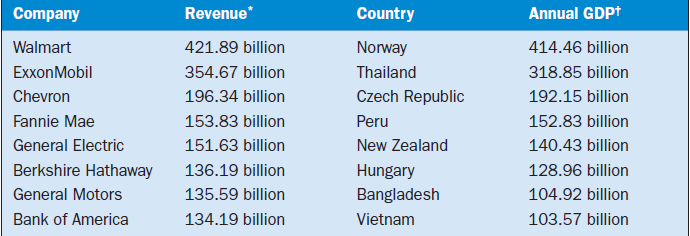 Company Revenue* Country Annual GDP†
Walmart 421.89 billion Norway 414.46 billion
ExxonMobil 354.67 billion Thailand 318.85 billion
Chevron 196.34 billion Czech Republic 192.15 billion
Fannie Mae 153.83 billion Peru 152.83 billion
General Electric 151.63 billion New Zealand 140.43 billion
Berkshire Hathaway 136.19 billion Hungary 128.96 billion
General Motors 135.59 billion Bangladesh 104.92 billion
Bank of America 134.19 billion Vietnam 103.57 billion